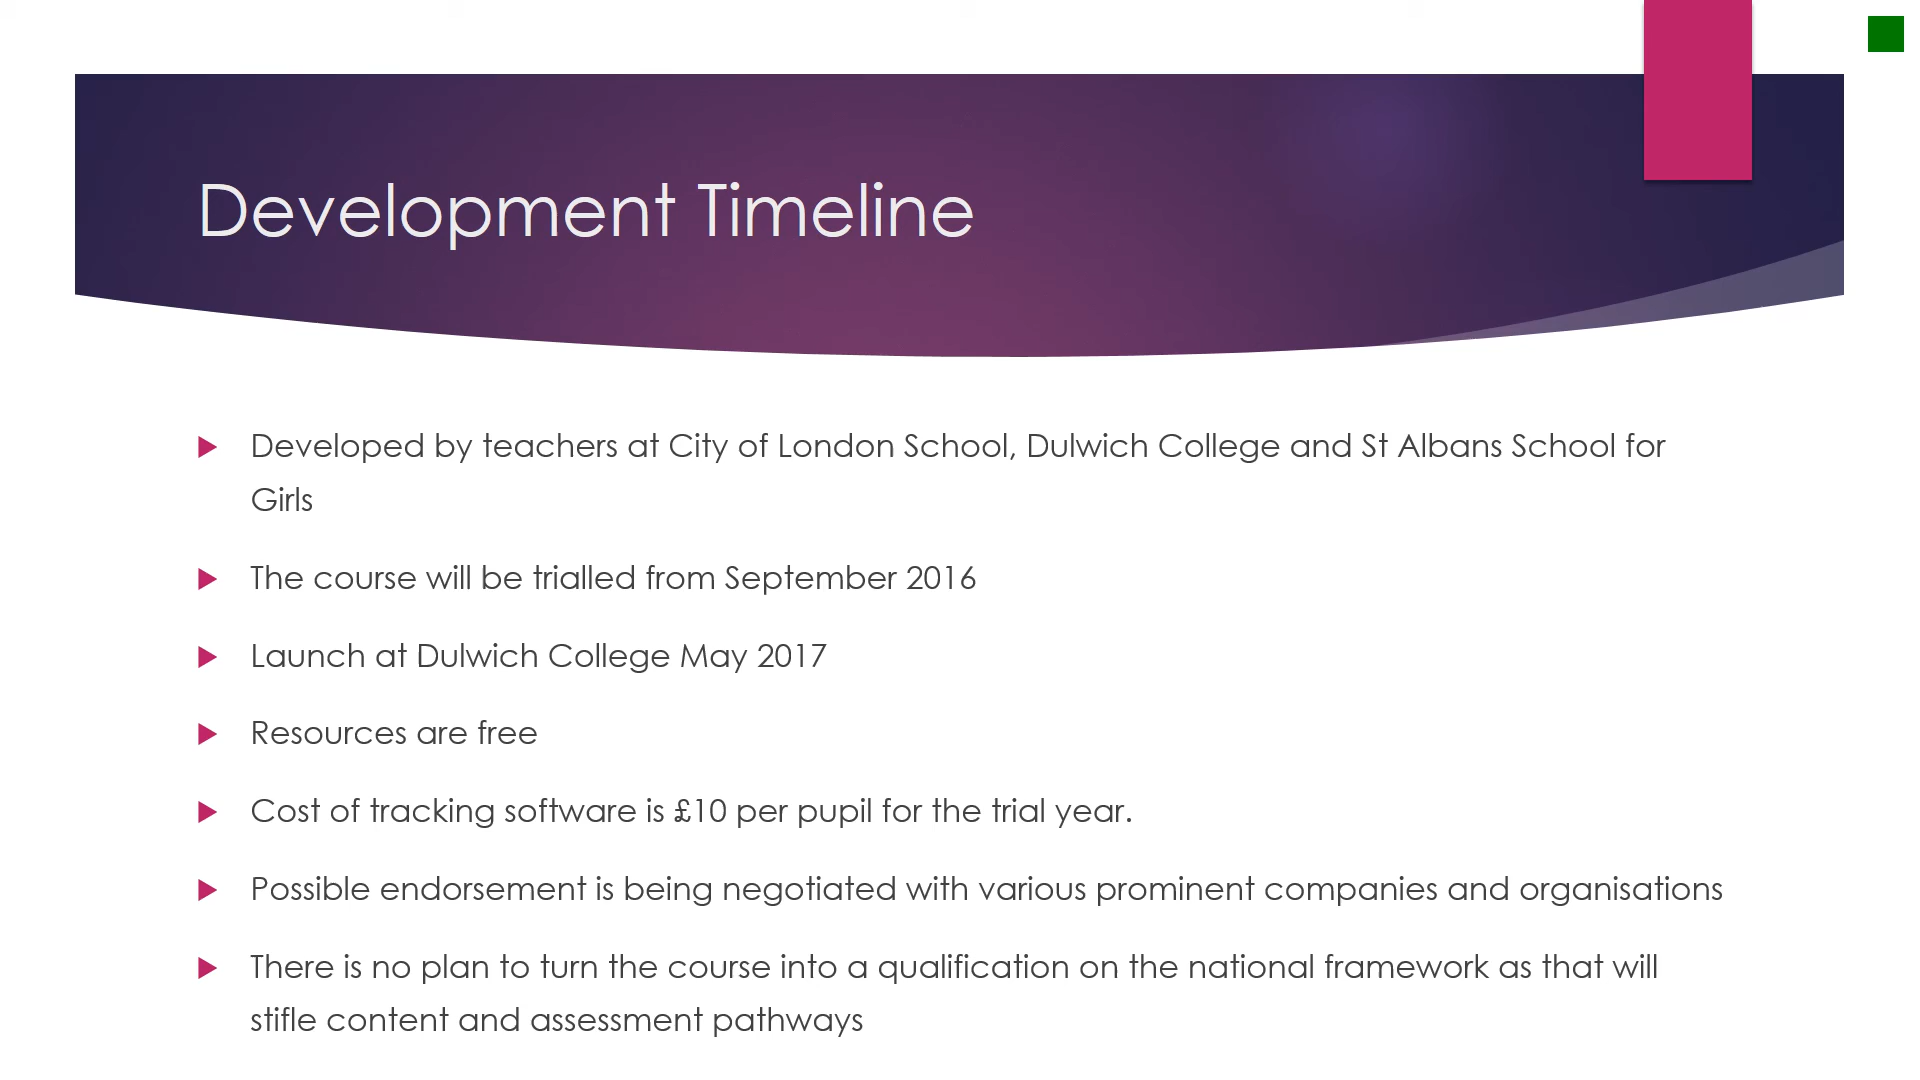 Development Timeline
Developed by teachers at City of London School, Dulwich College and St Albans School for
Girls
The course will be trialled from September 2016
Launch at Dulwich College May 2017
Resources are free
Cost of tracking software is £10 per pupil for the trial year.
Possible endorsement is being negotiated with various prominent companies and organisations
There is no plan to turn the course into a qualification on the national framework as that will
stifle content and assessment pathways